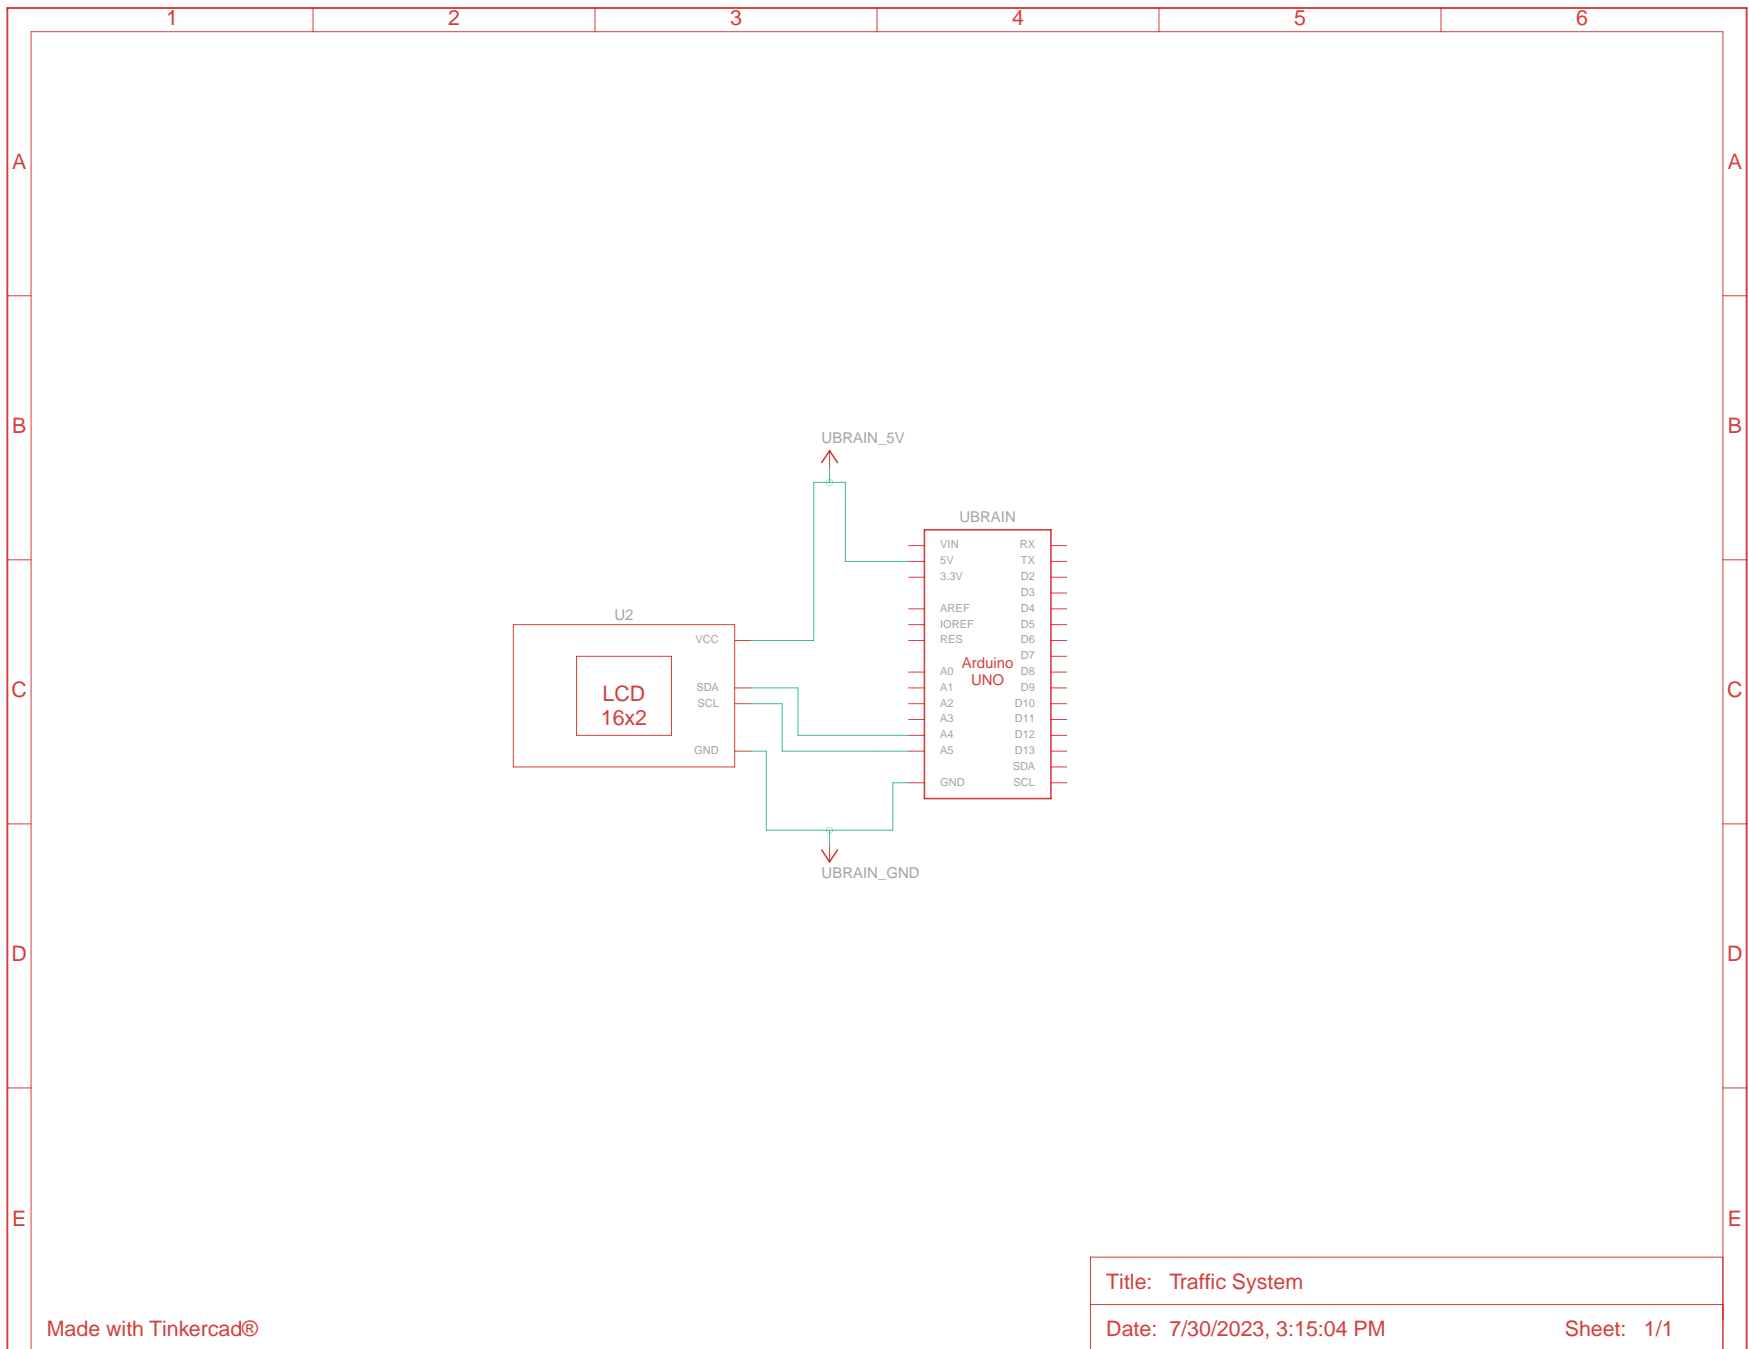 1 2 3 4 5 6
A A
B B
UBRAIN_5V
UBRAIN
VIN RX
5V TX
3.3V D2
D3
AREF D4
IOREF D5
RES D6
D7
Arduino
UNO
A0 D8
A1 D9
A2 D10
A3 D11
A4 D12
A5 D13
SDA
GND SCL
U2
VCC
LCD
16x2
SDA
SCL
GND
C C
UBRAIN_GND
D D
E E
Title: Traffic System
Made with Tinkercad®
Date: 7/30/2023, 3:15:04 PM Sheet: 1/1